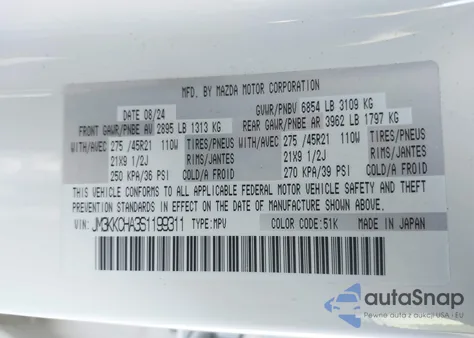 MFD. BY MAZDA MOTOR CORPORATION
DATE 08/24 GVWR/PNBV 6854 LB 3109 KG
FRONT GAWR/PNBE AV 2895 LB 1313 KG REAR GAWR/PNBE AR 3962 LB 1797 KG
WITH/AVEC 275 /45R21 110W TIRES/PNEUS WITH/AVEC 275 /45R21 110W TIRES/PNEUS
21X9 1/2J RIMS/JANTES 21X9 1/2J RIMS/JANTES
250 KPA/36 PSI COLD/A FROID 270 KPA/39 PSI COLD/A FROID
THIS VEHICLE CONFORMS TO ALL APPLICABLE FEDERAL MOTOR VEHICLE SAFETY AND THEFT
PREVENTION STANDARDS IN EFFECT ON THE DATE OF MANUFACTURE SHOWN ABOVE.
VIN: JM3KKCHA3S1199311 TYPE:MPV COLOR CODE:51K MADE IN JAPAN
autoSnap
Pewne auto z aukcji USA i EU